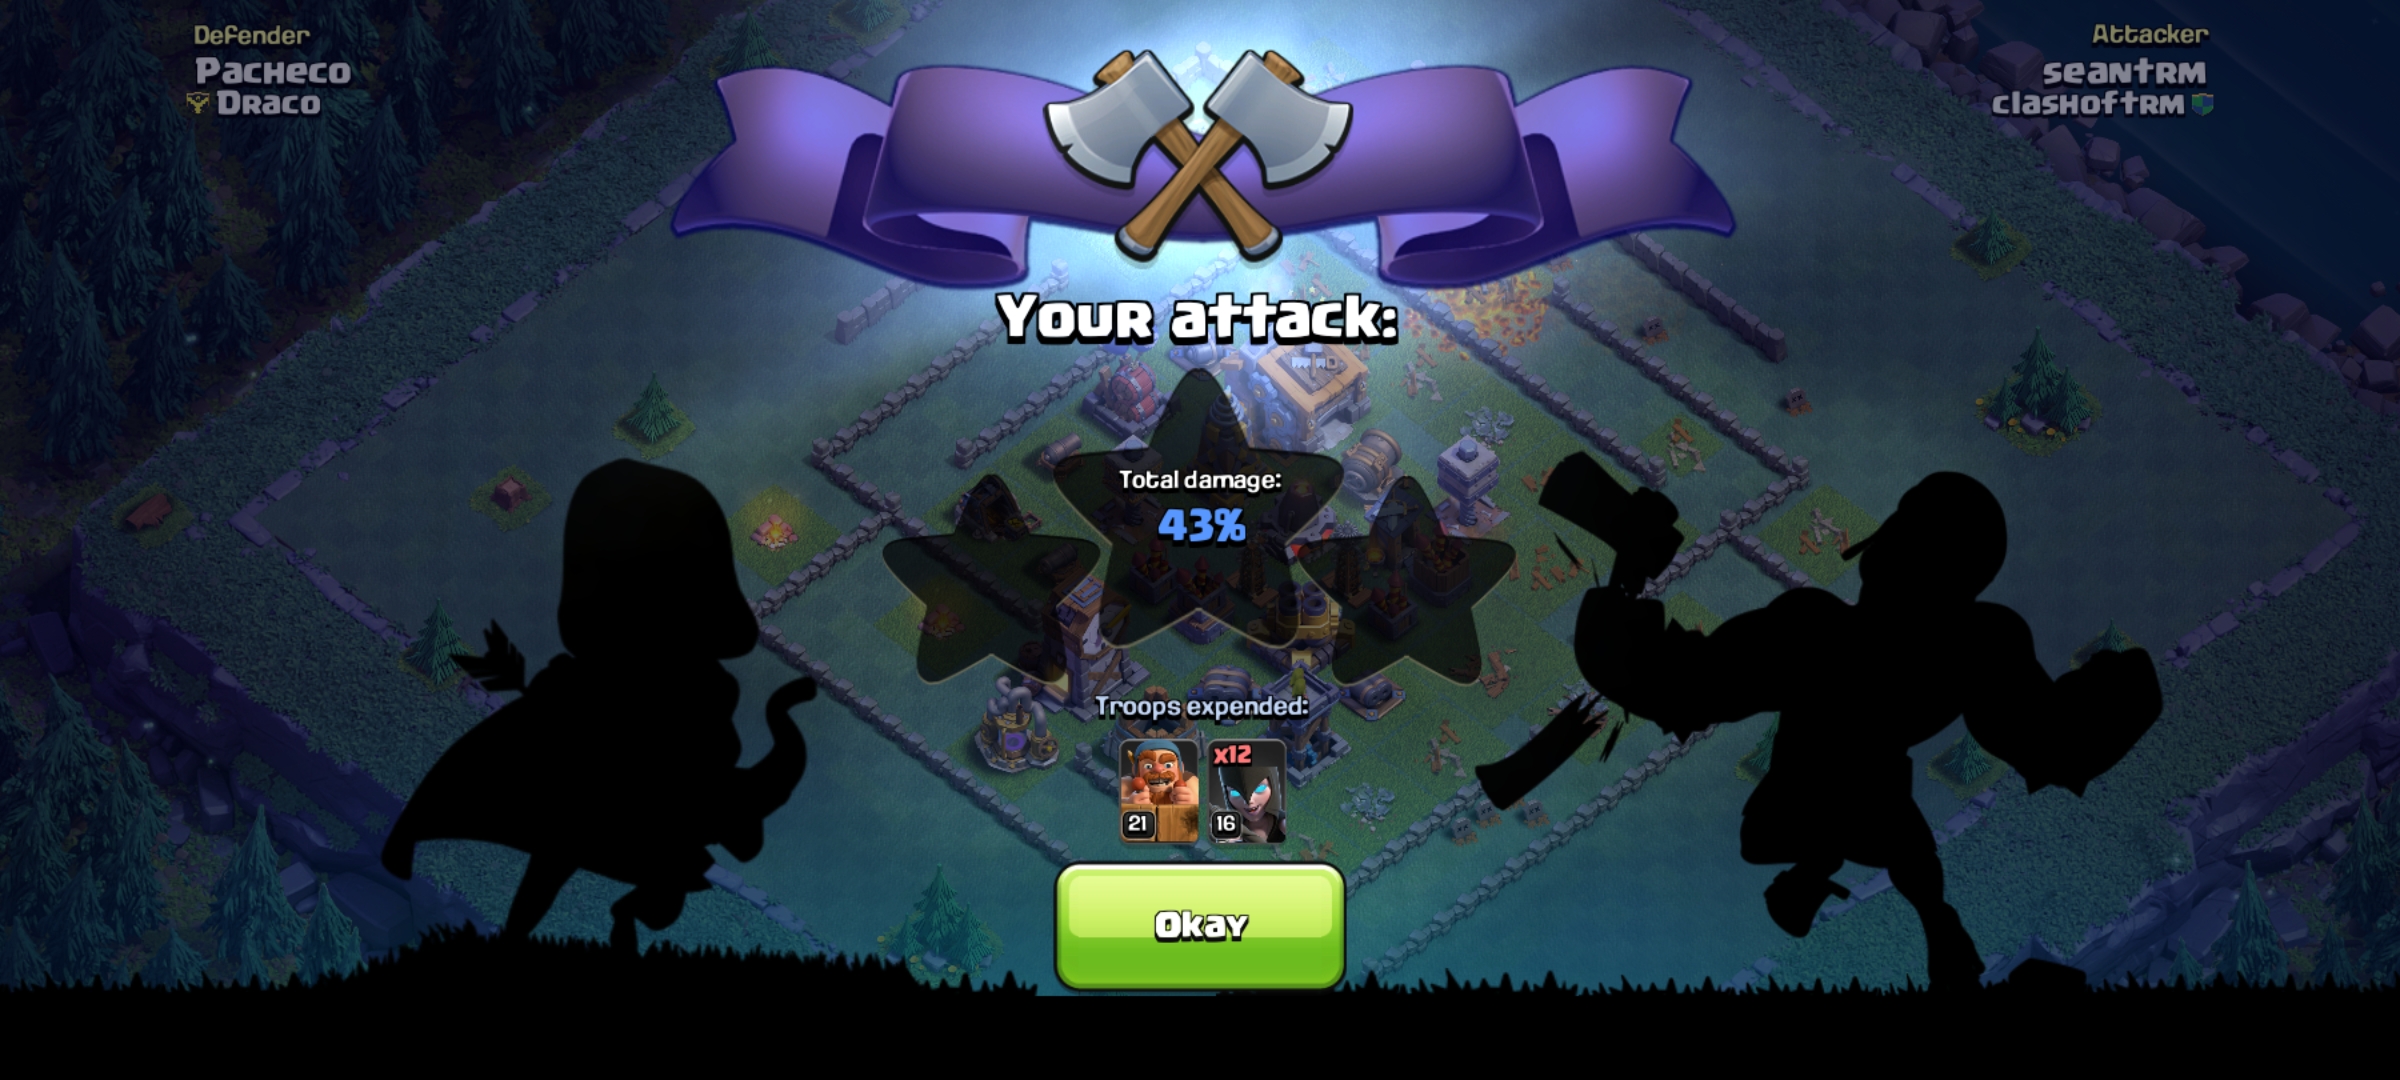 Defender
Pacheco
Draco
Attacker
seantrm
clashoftrm
Your attack:
Total damage:
43%
Troops expended:
x12
21
16
Okay